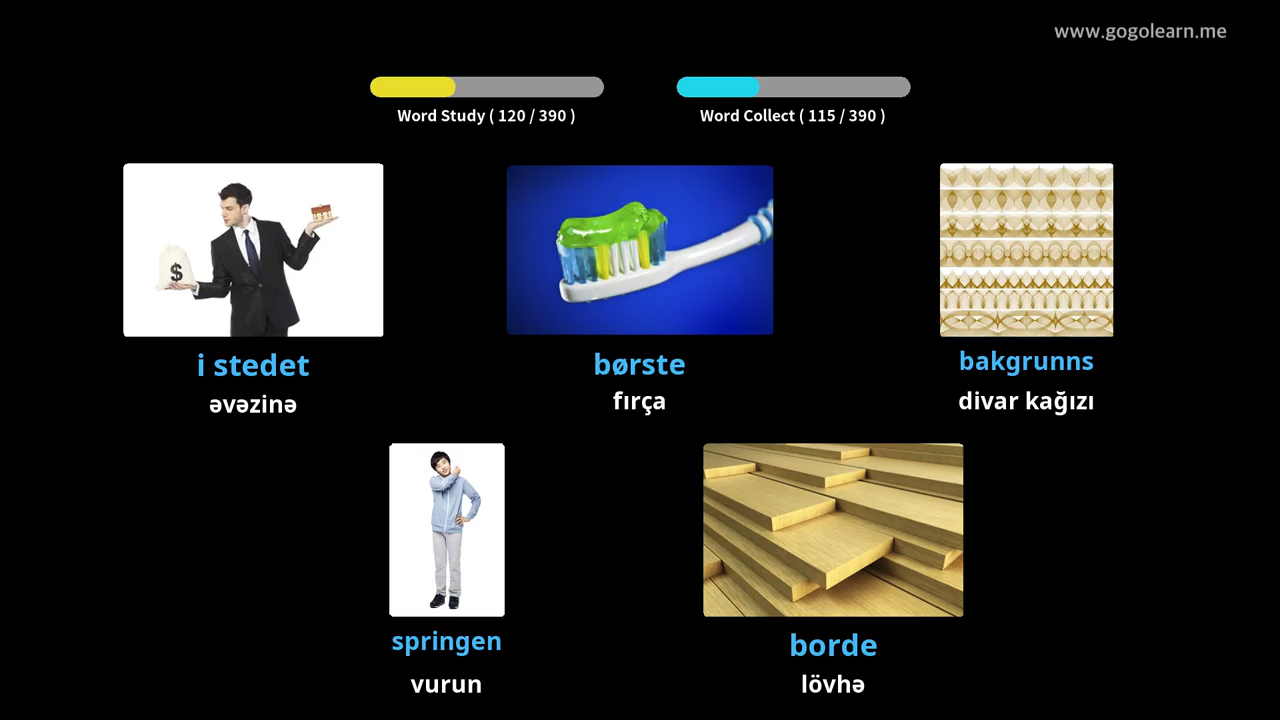 www.gogolearn.me
Word Study ( 120 / 390 )
Word Collect ( 115 / 390 )
$
i stedet
əvəzinə
børste
fırça
bakgrunns
divar kağızı
springen
vurun
borde
lövhə